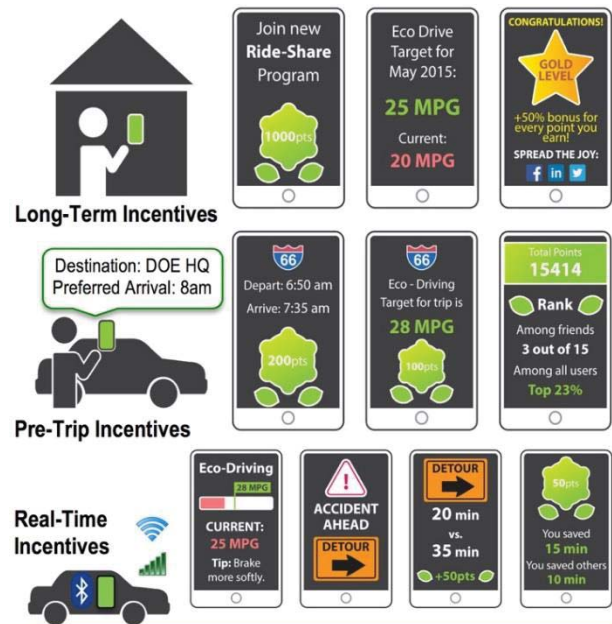 Join new
Ride-Share
Program
1000pts
Eco Drive
Target for
May 2015:
25 MPG
Current:
20 MPG
CONGRATULATIONS!
GOLD
LEVEL
+50% bonus for
every point you
earn!
SPREAD THE JOY:
f in
Long-Term Incentives
Destination: DOE HQ
Preferred Arrival: 8am
66
Depart: 6:50 am
Arrive: 7:35 am
200pts
66
Eco - Driving
Target for trip is
28 MPG
100pts
Total Points
15414
Rank
Among friends
3 out of 15
Among all users
Top 23%
Pre-Trip Incentives
Real-Time
Incentives
Eco-Driving
28 MPG
CURRENT:
25 MPG
Tip: Brake
more softly.
!
ACCIDENT
AHEAD
DETOUR
DETOUR
20 min
vs.
35 min
+50pts
50pts
You saved
15 min
You saved others
10 min